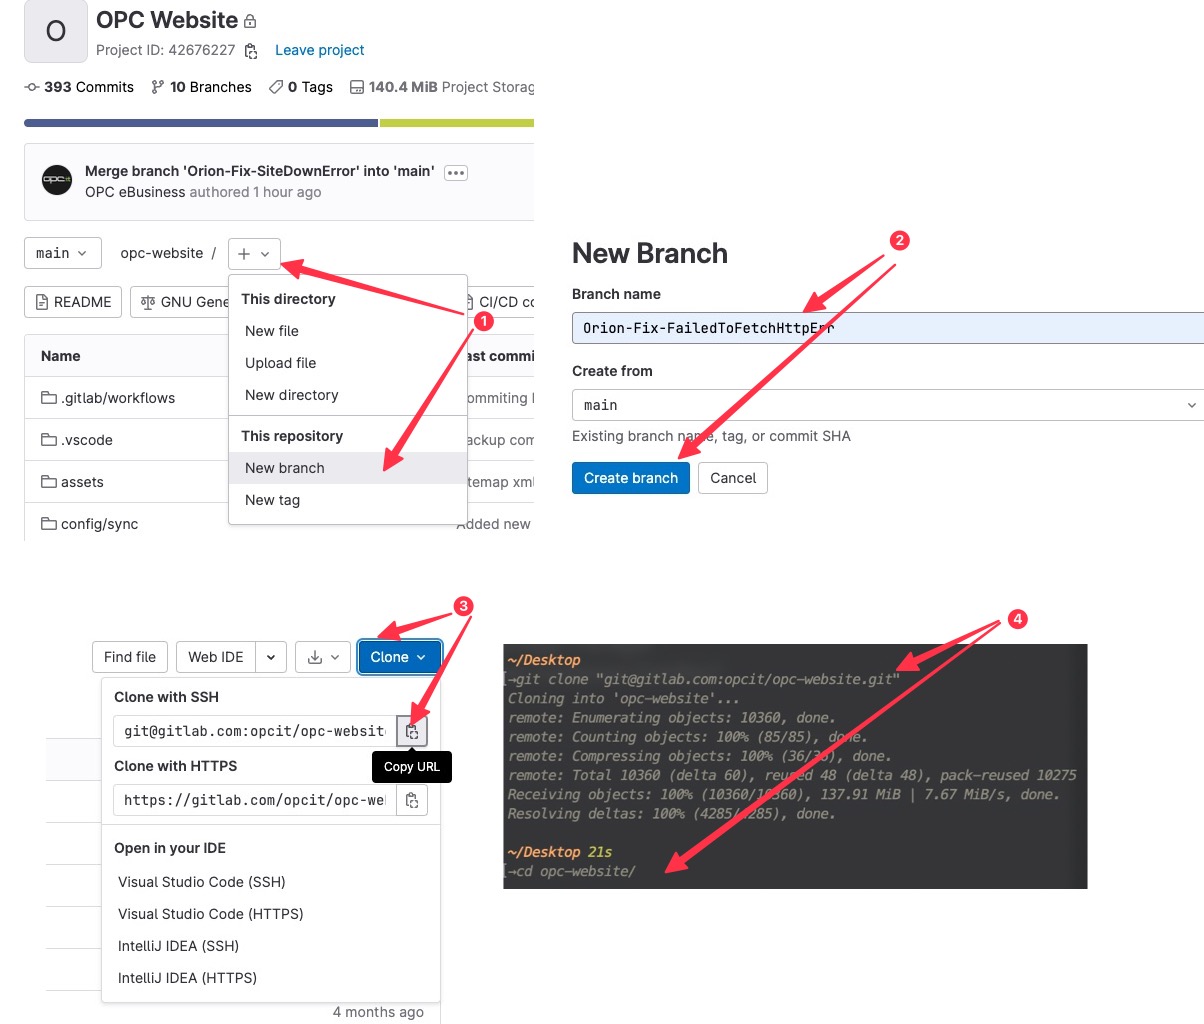 O
OPC Website
Project ID: 42676227 Leave project
393 Commits 10 Branches 0 Tags 140.4 MiB Project Storag
opc
Merge branch 'Orion-Fix-SiteDownError' into 'main'
OPC eBusiness authored 1 hour ago
main opc-website / +
README GNU Gene CI/CD co
This directory
New file
Upload file
New directory
This repository
New branch
New tag
Name ast commi
.gitlab/workflows ommiting
.vscode ackup com
assets temap xml
config/sync Added new
1
2
New Branch
Branch name
Orion-Fix-FailedToFetchHttpErr
Create from
main
Existing branch name, tag, or commit SHA
Create branch Cancel
3
Find file Web IDE Clone
Clone with SSH
git@gitlab.com:opcit/opc-websit
Copy URL
Clone with HTTPS
https://gitlab.com/opcit/opc-we
Open in your IDE
Visual Studio Code (SSH)
Visual Studio Code (HTTPS)
IntelliJ IDEA (SSH)
IntelliJ IDEA (HTTPS)
4 months ago
4
~/Desktop
→git clone "git@gitlab.com:opcit/opc-website.git"
Cloning into 'opc-website'...
remote: Enumerating objects: 10360, done.
remote: Counting objects: 100% (85/85), done.
remote: Compressing objects: 100% (36/36), done.
remote: Total 10360 (delta 60), reused 48 (delta 48), pack-reused 10275
Receiving objects: 100% (10360/10360), 137.91 MiB | 7.67 MiB/s, done.
Resolving deltas: 100% (4285/4285), done.
~/Desktop 21s
→cd opc-website/